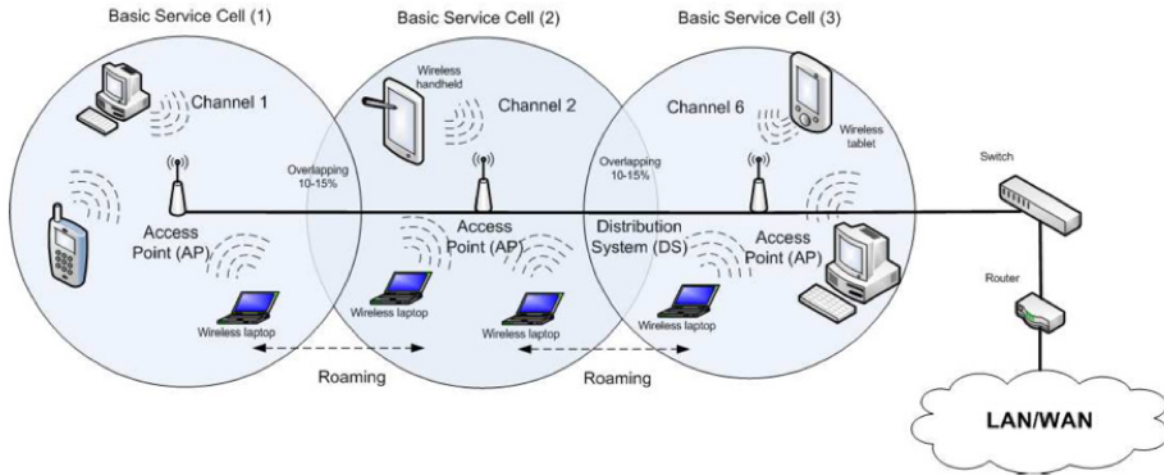 Basic Service Cell (1)
Basic Service Cell (2)
Basic Service Cell (3)
Channel 1
Wireless
handheld
Channel 2
Channel 6
Wireless
tablet
Overlapping
10-15%
Overlapping
10-15%
Switch
Access
Point (AP)
Access
Point (AP)
Distribution
System (DS)
Access
Point (AP)
Router
Wireless laptop
Wireless laptop
Wireless laptop
Wireless laptop
Roaming
Roaming
LAN/WAN